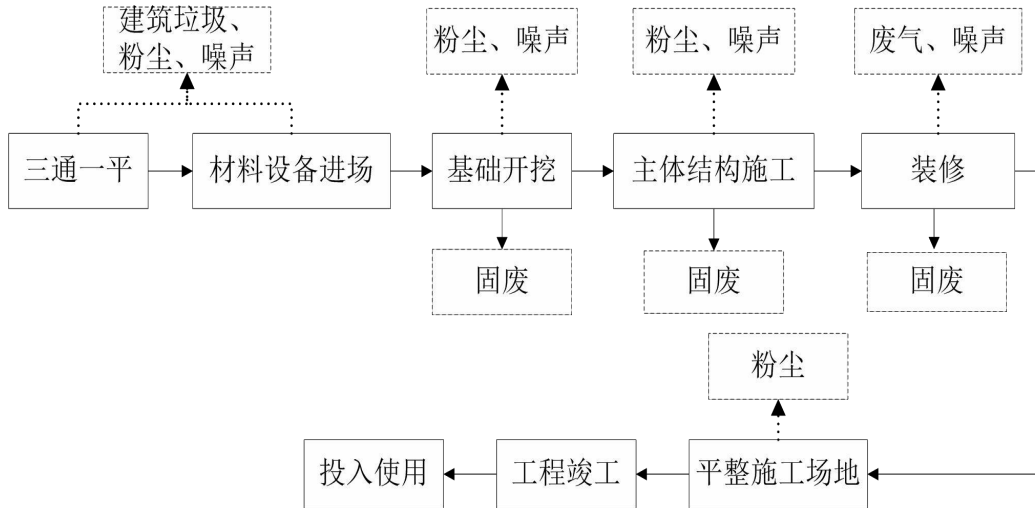 建筑垃圾、
粉尘、噪声
粉尘、噪声
粉尘、噪声
废气、噪声
三通一平
材料设备进场
基础开挖
主体结构施工
装修
固废
固废
固废
粉尘
投入使用
工程竣工
平整施工场地